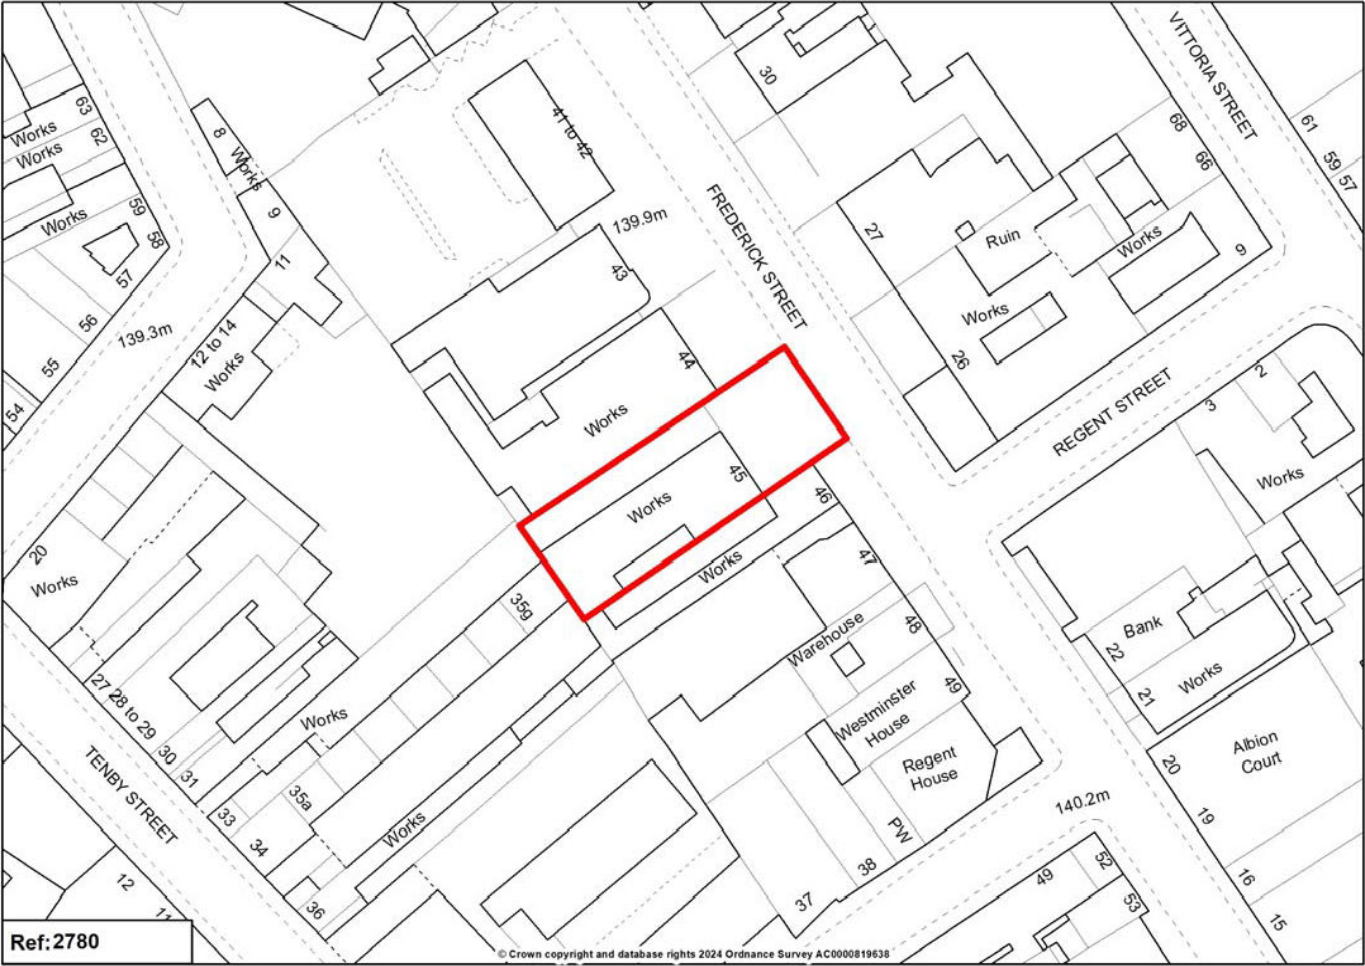 VITTORIA STREET
30
63
62
Works
Works
8
Works
41 to 42
68
66
61
59
57
59
58
Works
57
9
11
139.9m
FREDERICK STREET
27
Ruin
Works
9
43
56
139.3m
12 to 14
Works
55
54
44
Works
26
Works
REGENT STREET
2
3
Works
45
Works
46
Works
47
20
Works
35g
Warehouse
48
Bank
22
21
Works
Westminster
House
49
Regent
House
Albion
Court
27
28 to 29
30
31
Works
TENBY STREET
33
34
35a
Works
36
20
140.2m
19
PW
38
37
16
15
49
52
53
12
11
Ref:2780
© Crown copyright and database rights 2024 Ordnance Survey AC0000819638